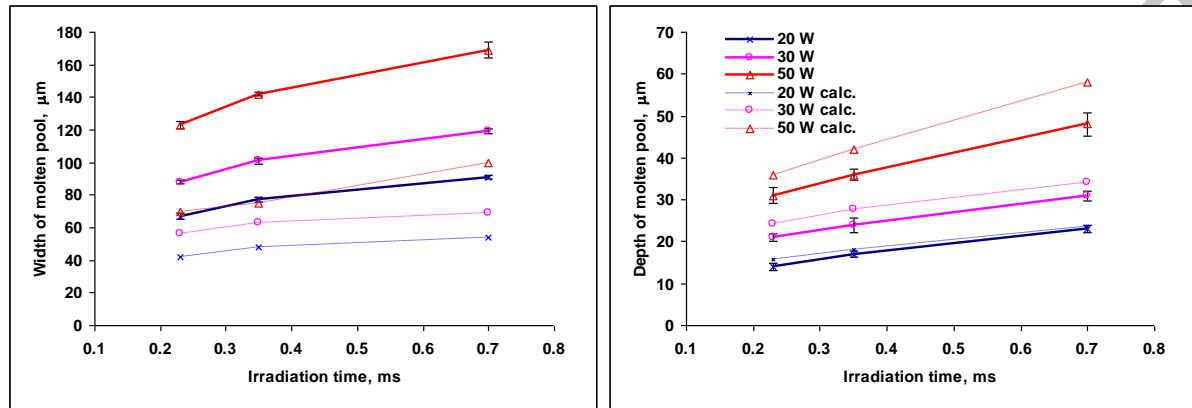 Width of molten pool, µm
180
160
140
120
100
80
60
40
20
0
0.1 0.2 0.3 0.4 0.5 0.6 0.7 0.8
Irradiation time, ms
Depth of molten pool, µm
70
60
50
40
30
20
10
0
20 W
30 W
50 W
20 W calc.
30 W calc.
50 W calc.
0.1 0.2 0.3 0.4 0.5 0.6 0.7 0.8
Irradiation time, ms